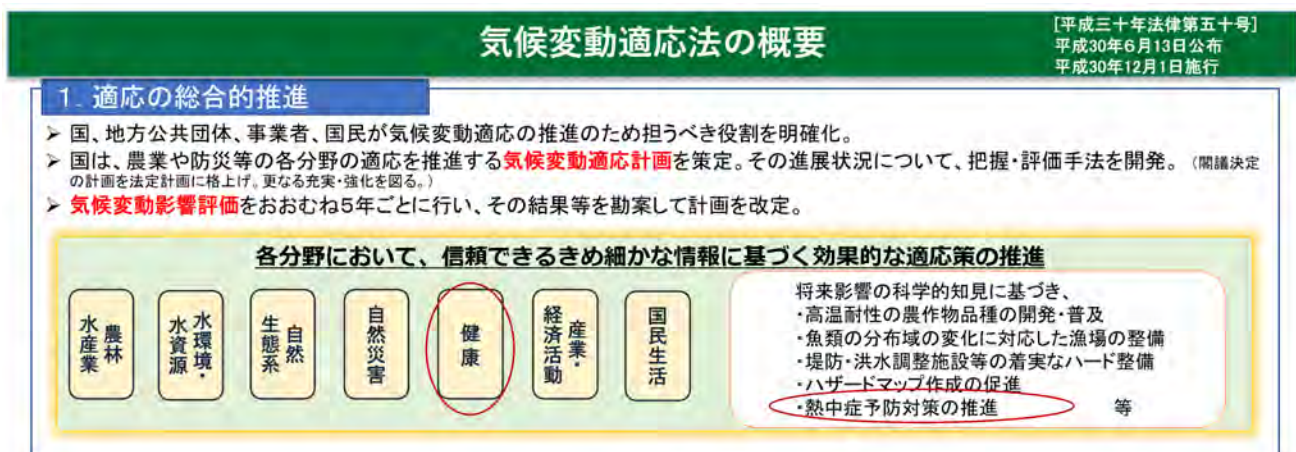 気候変動適応法の概要
[平成三十年法律第五十号]
平成30年6月13日公布
平成30年12月1日施行
1. 適応の総合的推進
➢ 国、地方公共団体、事業者、国民が気候変動適応の推進のため担うべき役割を明確化。
➢ 国は、農業や防災等の各分野の適応を推進する気候変動適応計画を策定。その進展状況について、把握・評価手法を開発。（閣議決定
の計画を法定計画に格上げ。更なる充実・強化を図る。）
➢ 気候変動影響評価をおおむね5年ごとに行い、その結果等を勘案して計画を改定。
各分野において、信頼できるきめ細かな情報に基づく効果的な適応策の推進
農林
水産業
水環境・
水資源
自然
生態系
自然災害
健康
産業・
経済活動
国民生活
将来影響の科学的知見に基づき、
・高温耐性の農作物品種の開発・普及
・魚類の分布域の変化に対応した漁場の整備
・堤防・洪水調整施設等の着実なハード整備
・ハザードマップ作成の促進
・熱中症予防対策の推進 等